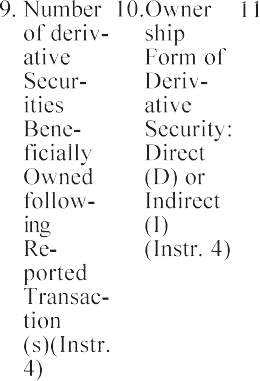 9. Number
of deriv-
ative
Secur-
ities
Bene-
ficially
Owned
follow-
ing
Re-
ported
Transac-
tion
(s)(Instr.
4)
10.Owner
ship
Form of
Deriv-
ative
Security:
Direct
(D) or
Indirect
(I)
(Instr. 4)
11